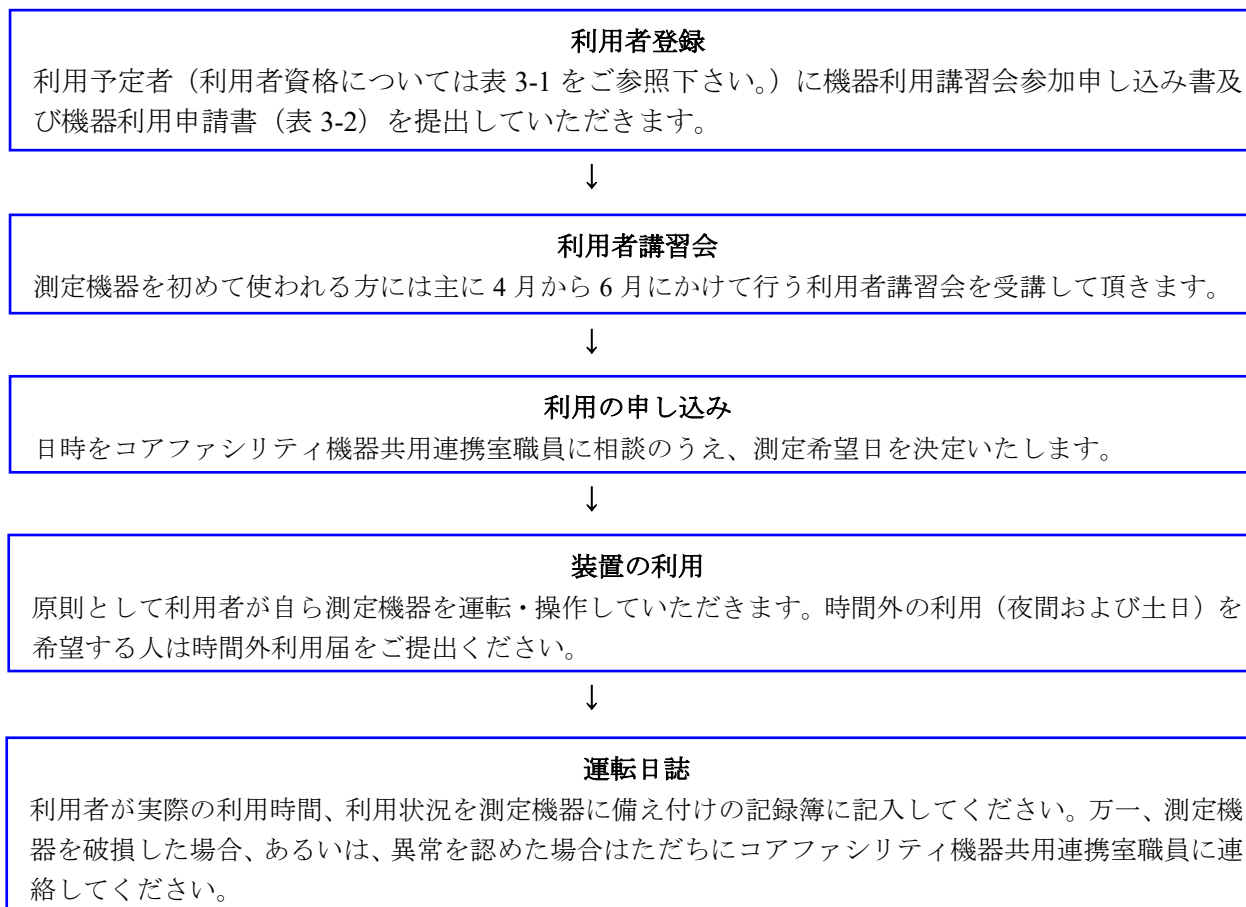 利用者登録
利用予定者（利用者資格については表 3-1 をご参照下さい。）に機器利用講習会参加申し込み書及
び機器利用申請書（表 3-2）を提出していただきます。
↓
利用者講習会
測定機器を初めて使われる方には主に 4 月から 6 月にかけて行う利用者講習会を受講して頂きます。
↓
利用の申し込み
日時をコアファシリティ機器共用連携室職員に相談のうえ、測定希望日を決定いたします。
↓
装置の利用
原則として利用者が自ら測定機器を運転・操作していただきます。時間外の利用（夜間および土日）を
希望する人は時間外利用届をご提出ください。
↓
運転日誌
利用者が実際の利用時間、利用状況を測定機器に備え付けの記録簿に記入してください。万一、測定機
器を破損した場合、あるいは、異常を認めた場合はただちにコアファシリティ機器共用連携室職員に連
絡してください。